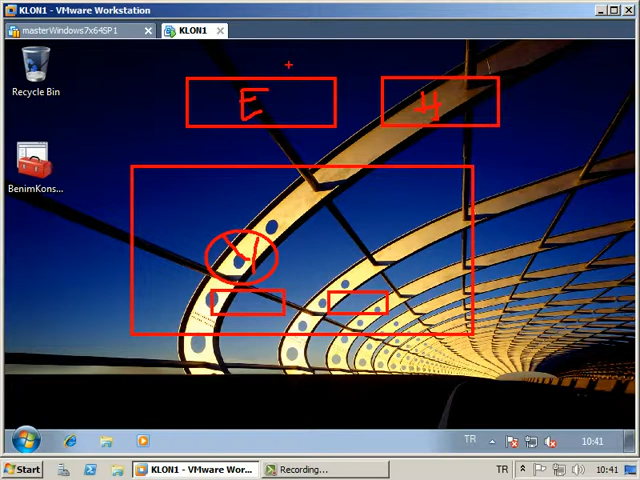 KLON1 - VMware Workstation
masterWindows7x64SP1
KLON1
Recycle Bin
E
H
BenimKons...
TR
10:41
Start
KLON1 - VMware Wor...
Recording...
TR
10:41